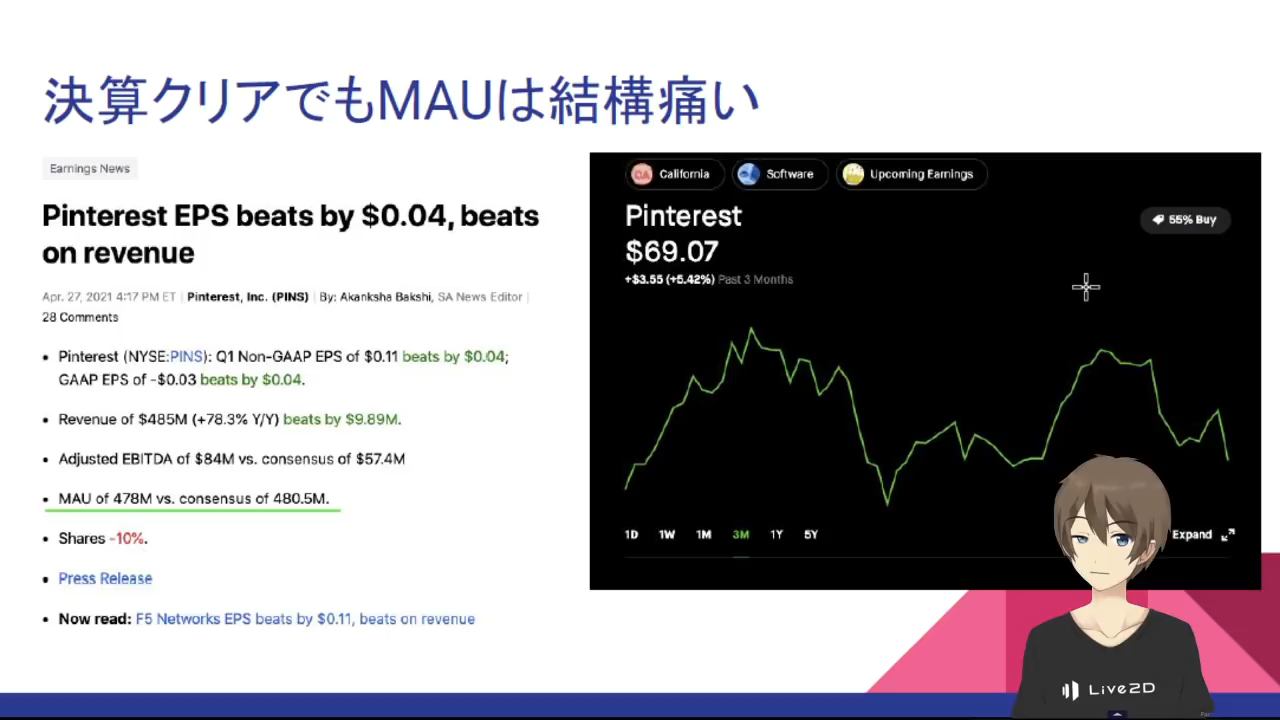 決算クリアでもMAUは結構痛い
Earnings News
Pinterest EPS beats by $0.04, beats
on revenue
Apr. 27, 2021 4:17 PM ET | Pinterest, Inc. (PINS) | By: Akanksha Bakshi, SA News Editor |
28 Comments
• Pinterest (NYSE:PINS): Q1 Non-GAAP EPS of $0.11 beats by $0.04;
GAAP EPS of -$0.03 beats by $0.04.
• Revenue of $485M (+78.3% Y/Y) beats by $9.89M.
• Adjusted EBITDA of $84M vs. consensus of $57.4M
• MAU of 478M vs. consensus of 480.5M.
• Shares -10%.
• Press Release
• Now read: F5 Networks EPS beats by $0.11, beats on revenue
California
Software
Upcoming Earnings
Pinterest
$69.07
+$3.55 (+5.42%) Past 3 Months
55% Buy
1D 1W 1M 3M 1Y 5Y
Expand
Live2D